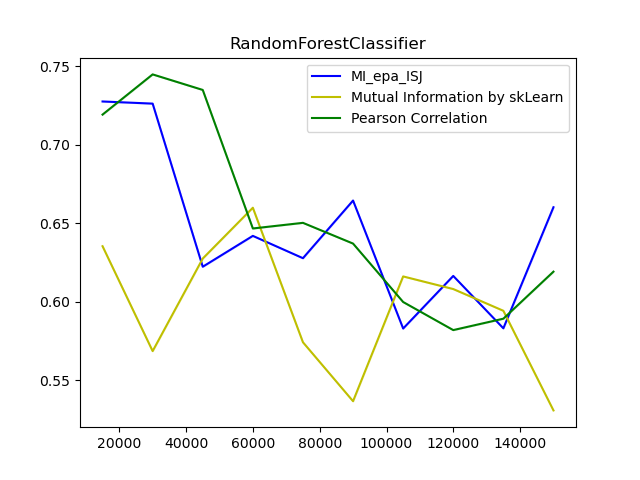 RandomForestClassifier
MI_epa_ISJ
Mutual Information by skLearn
Pearson Correlation
0.75
0.70
0.65
0.60
0.55
20000 40000 60000 80000 100000 120000 140000